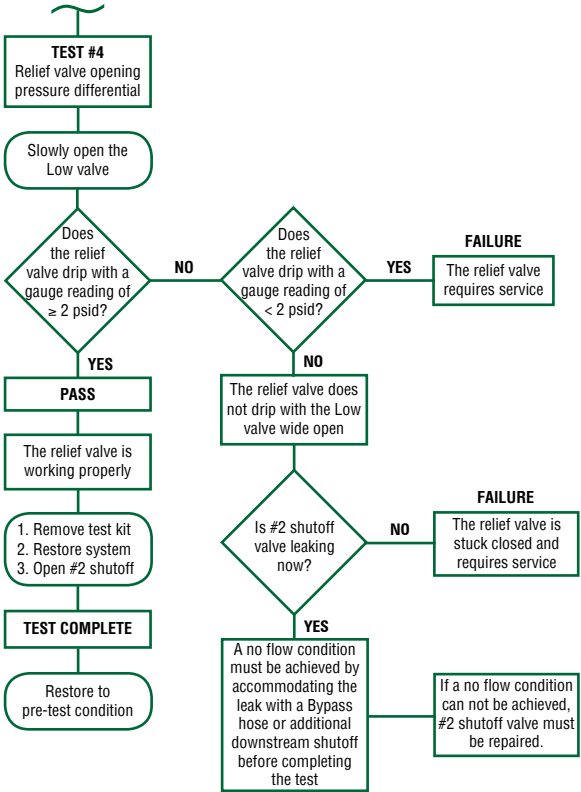 TEST #4
Relief valve opening
pressure differential
Slowly open the
Low valve
Does
the relief
valve drip with a
gauge reading of
≥ 2 psid?
NO
YES
PASS
The relief valve is
working properly
1. Remove test kit
2. Restore system
3. Open #2 shutoff
TEST COMPLETE
Restore to
pre-test condition
Does
the relief
valve drip with a
gauge reading of
< 2 psid?
YES
FAILURE
The relief valve
requires service
NO
The relief valve does
not drip with the Low
valve wide open
Is #2 shutoff
valve leaking
now?
NO
FAILURE
The relief valve is
stuck closed and
requires service
YES
A no flow condition
must be achieved by
accommodating the
leak with a Bypass
hose or additional
downstream shutoff
before completing
the test
If a no flow condition
can not be achieved,
#2 shutoff valve must
be repaired.